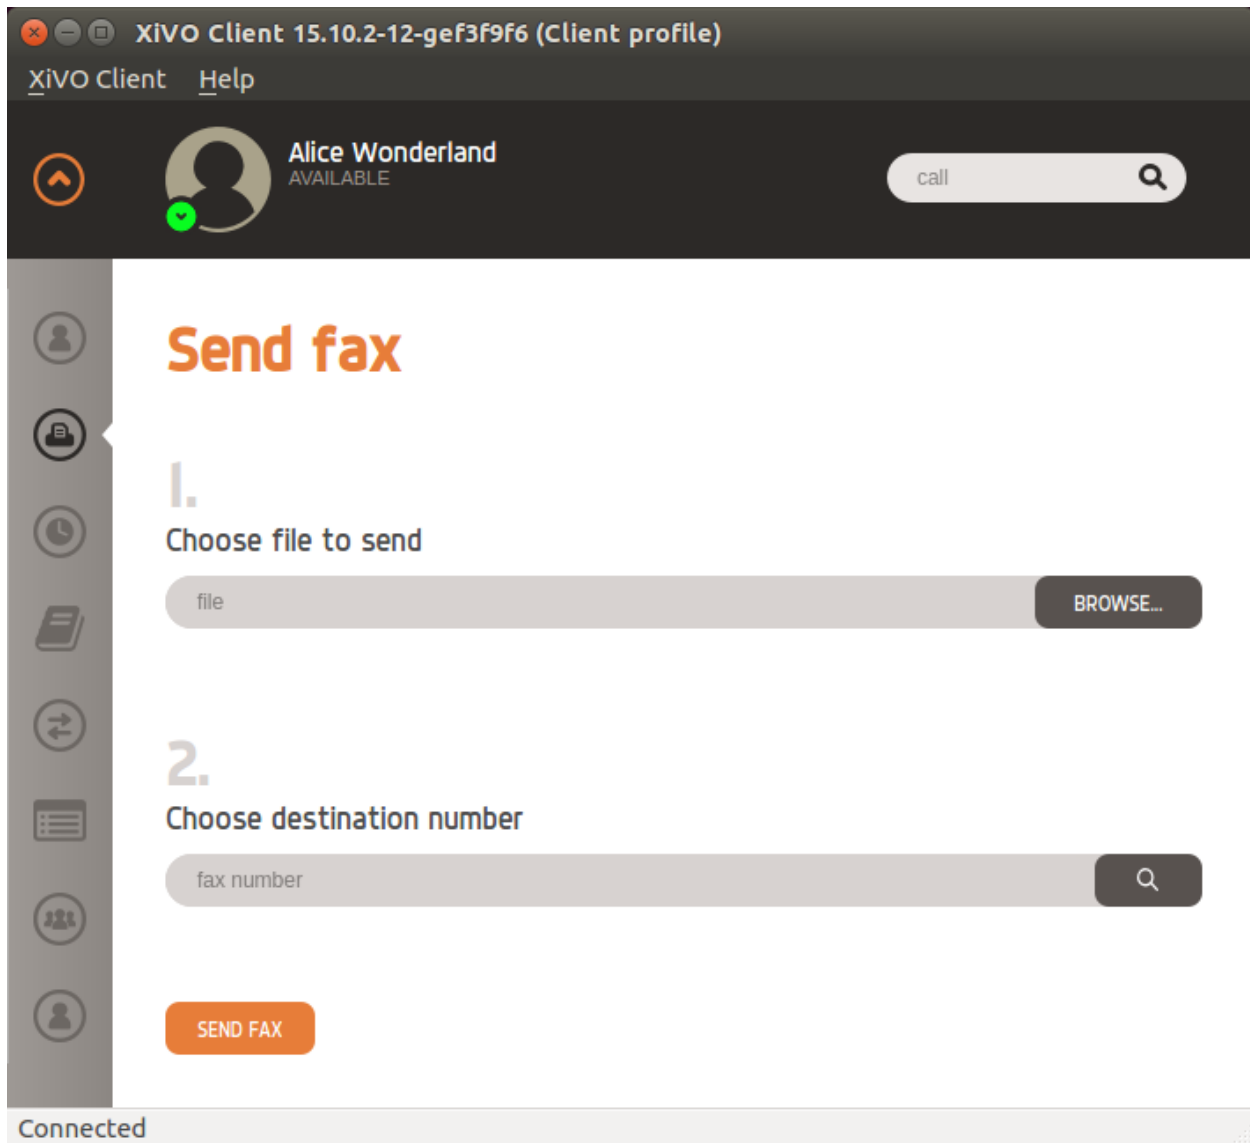 XiVO Client 15.10.2-12-gef3f9f6 (Client profile)
XiVO Client Help
Alice Wonderland
AVAILABLE
call
Send fax
1.
Choose file to send
file
BROWSE...
2.
Choose destination number
fax number
SEND FAX
Connected